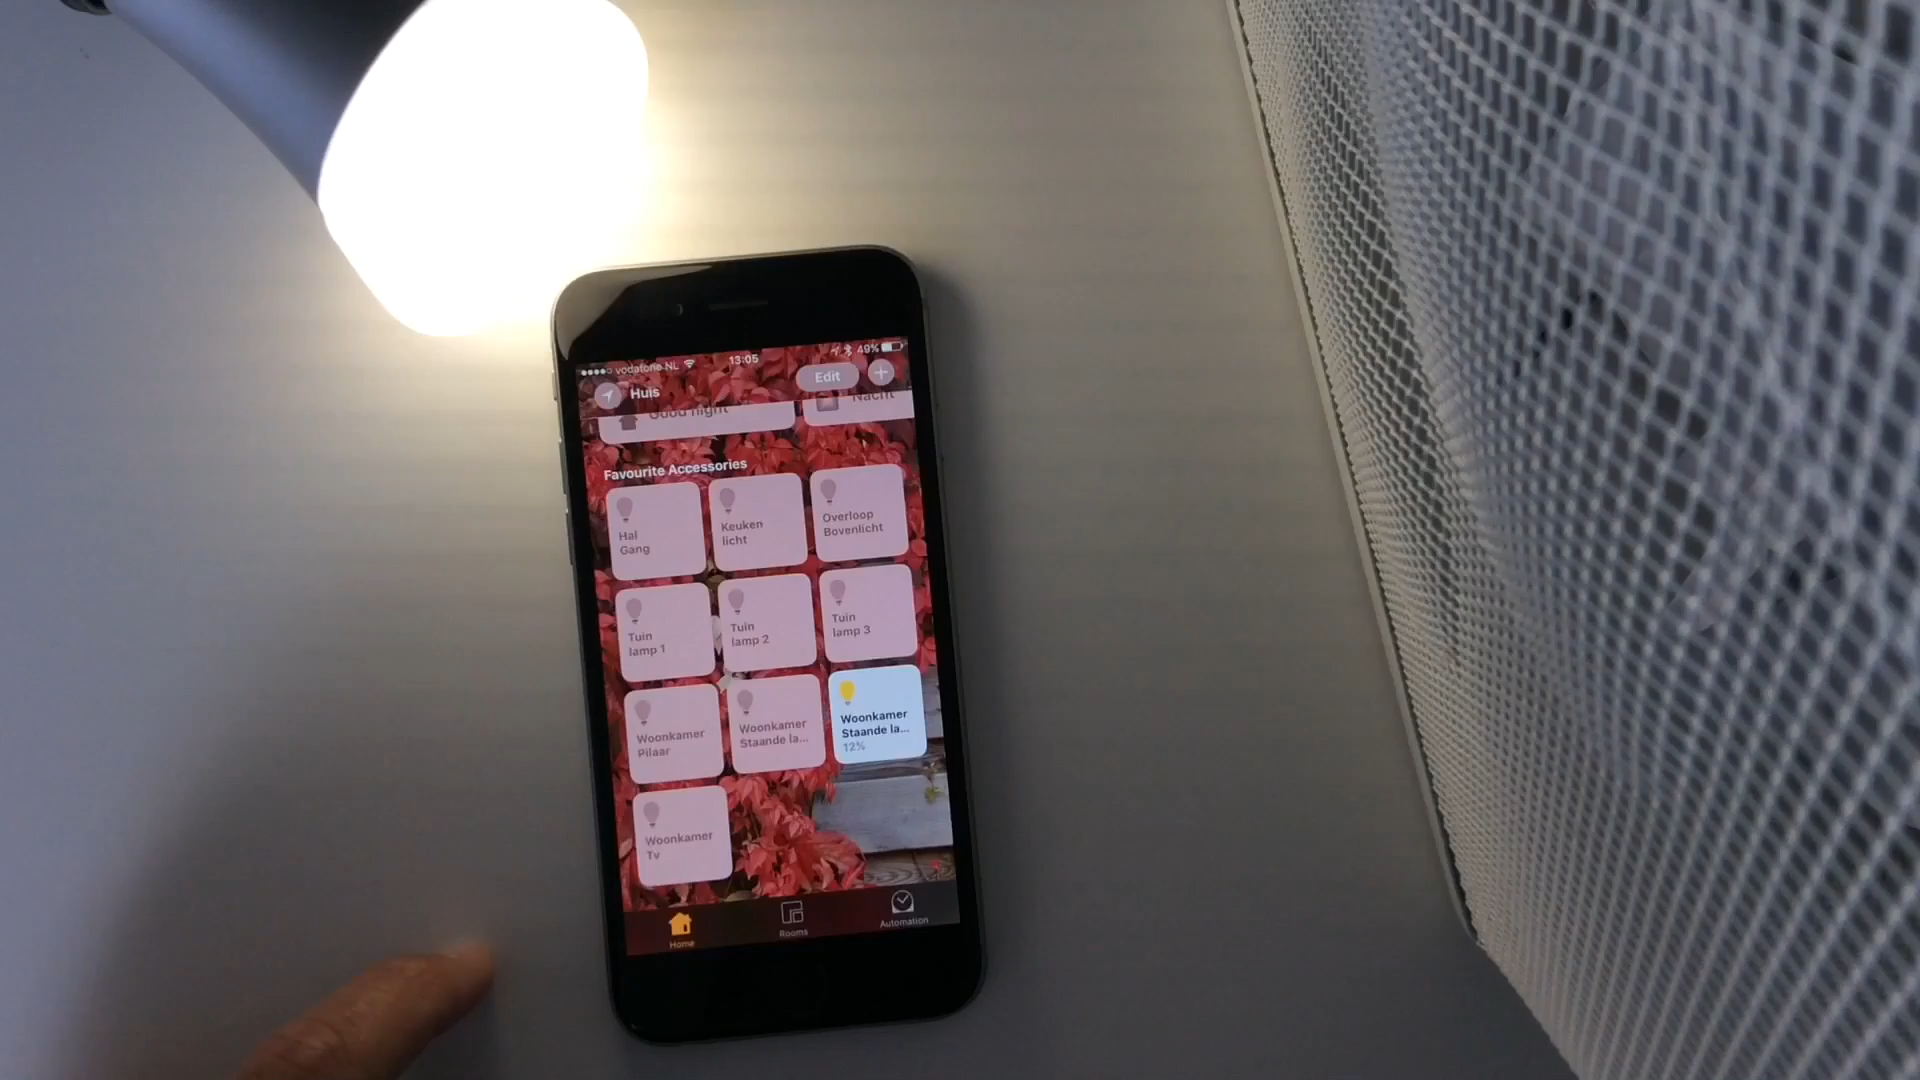 vodafone NL 13:05 49%
Huis Edit
Good night Nacht
Favourite Accessories
Hal
Gang
Keuken
licht
Overloop
Bovenlicht
Tuin
lamp 1
Tuin
lamp 2
Tuin
lamp 3
Woonkamer
Pilaar
Woonkamer
Staande la...
Woonkamer
Staande la...
12%
Woonkamer
Tv
Home Rooms Automation